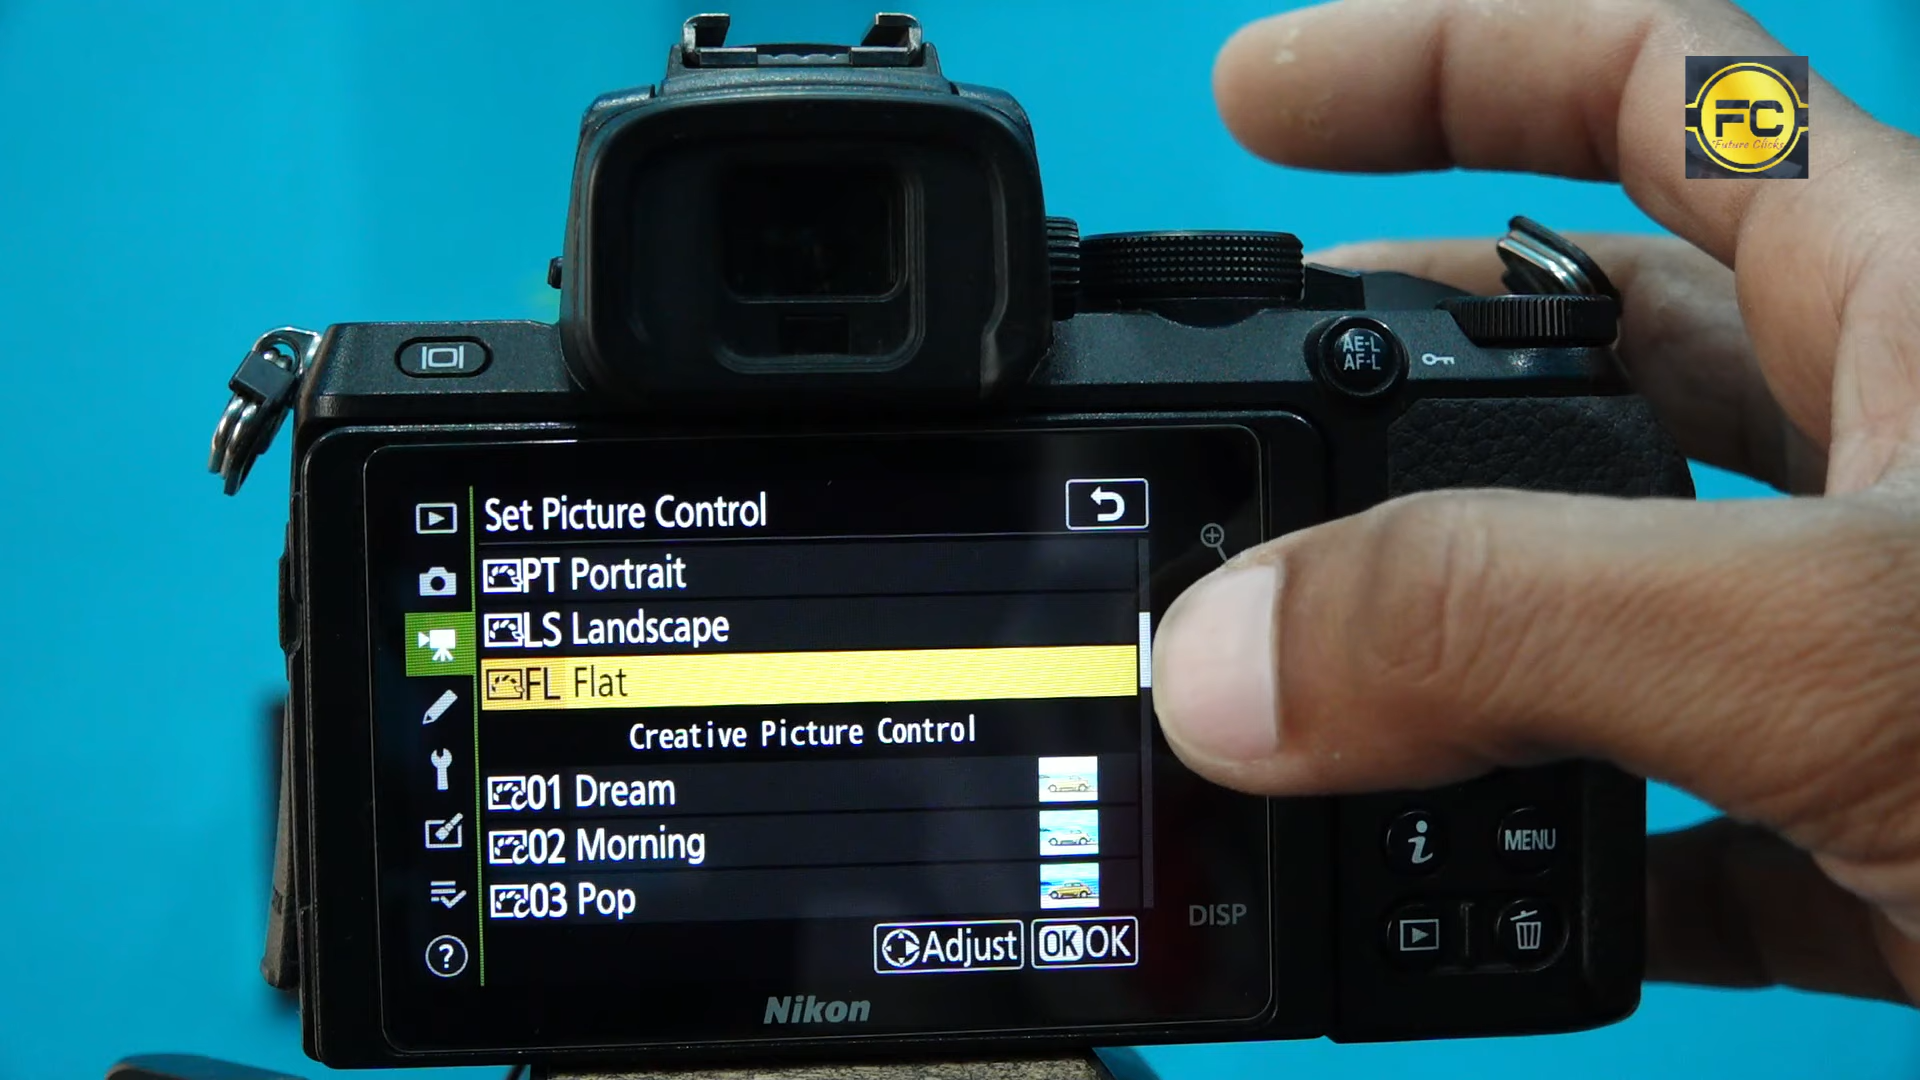 FC
Future Clicks
AE-L
AF-L
Set Picture Control
PT Portrait
LS Landscape
FL Flat
Creative Picture Control
01 Dream
02 Morning
03 Pop
Adjust OK OK
i MENU
DISP
Nikon
?